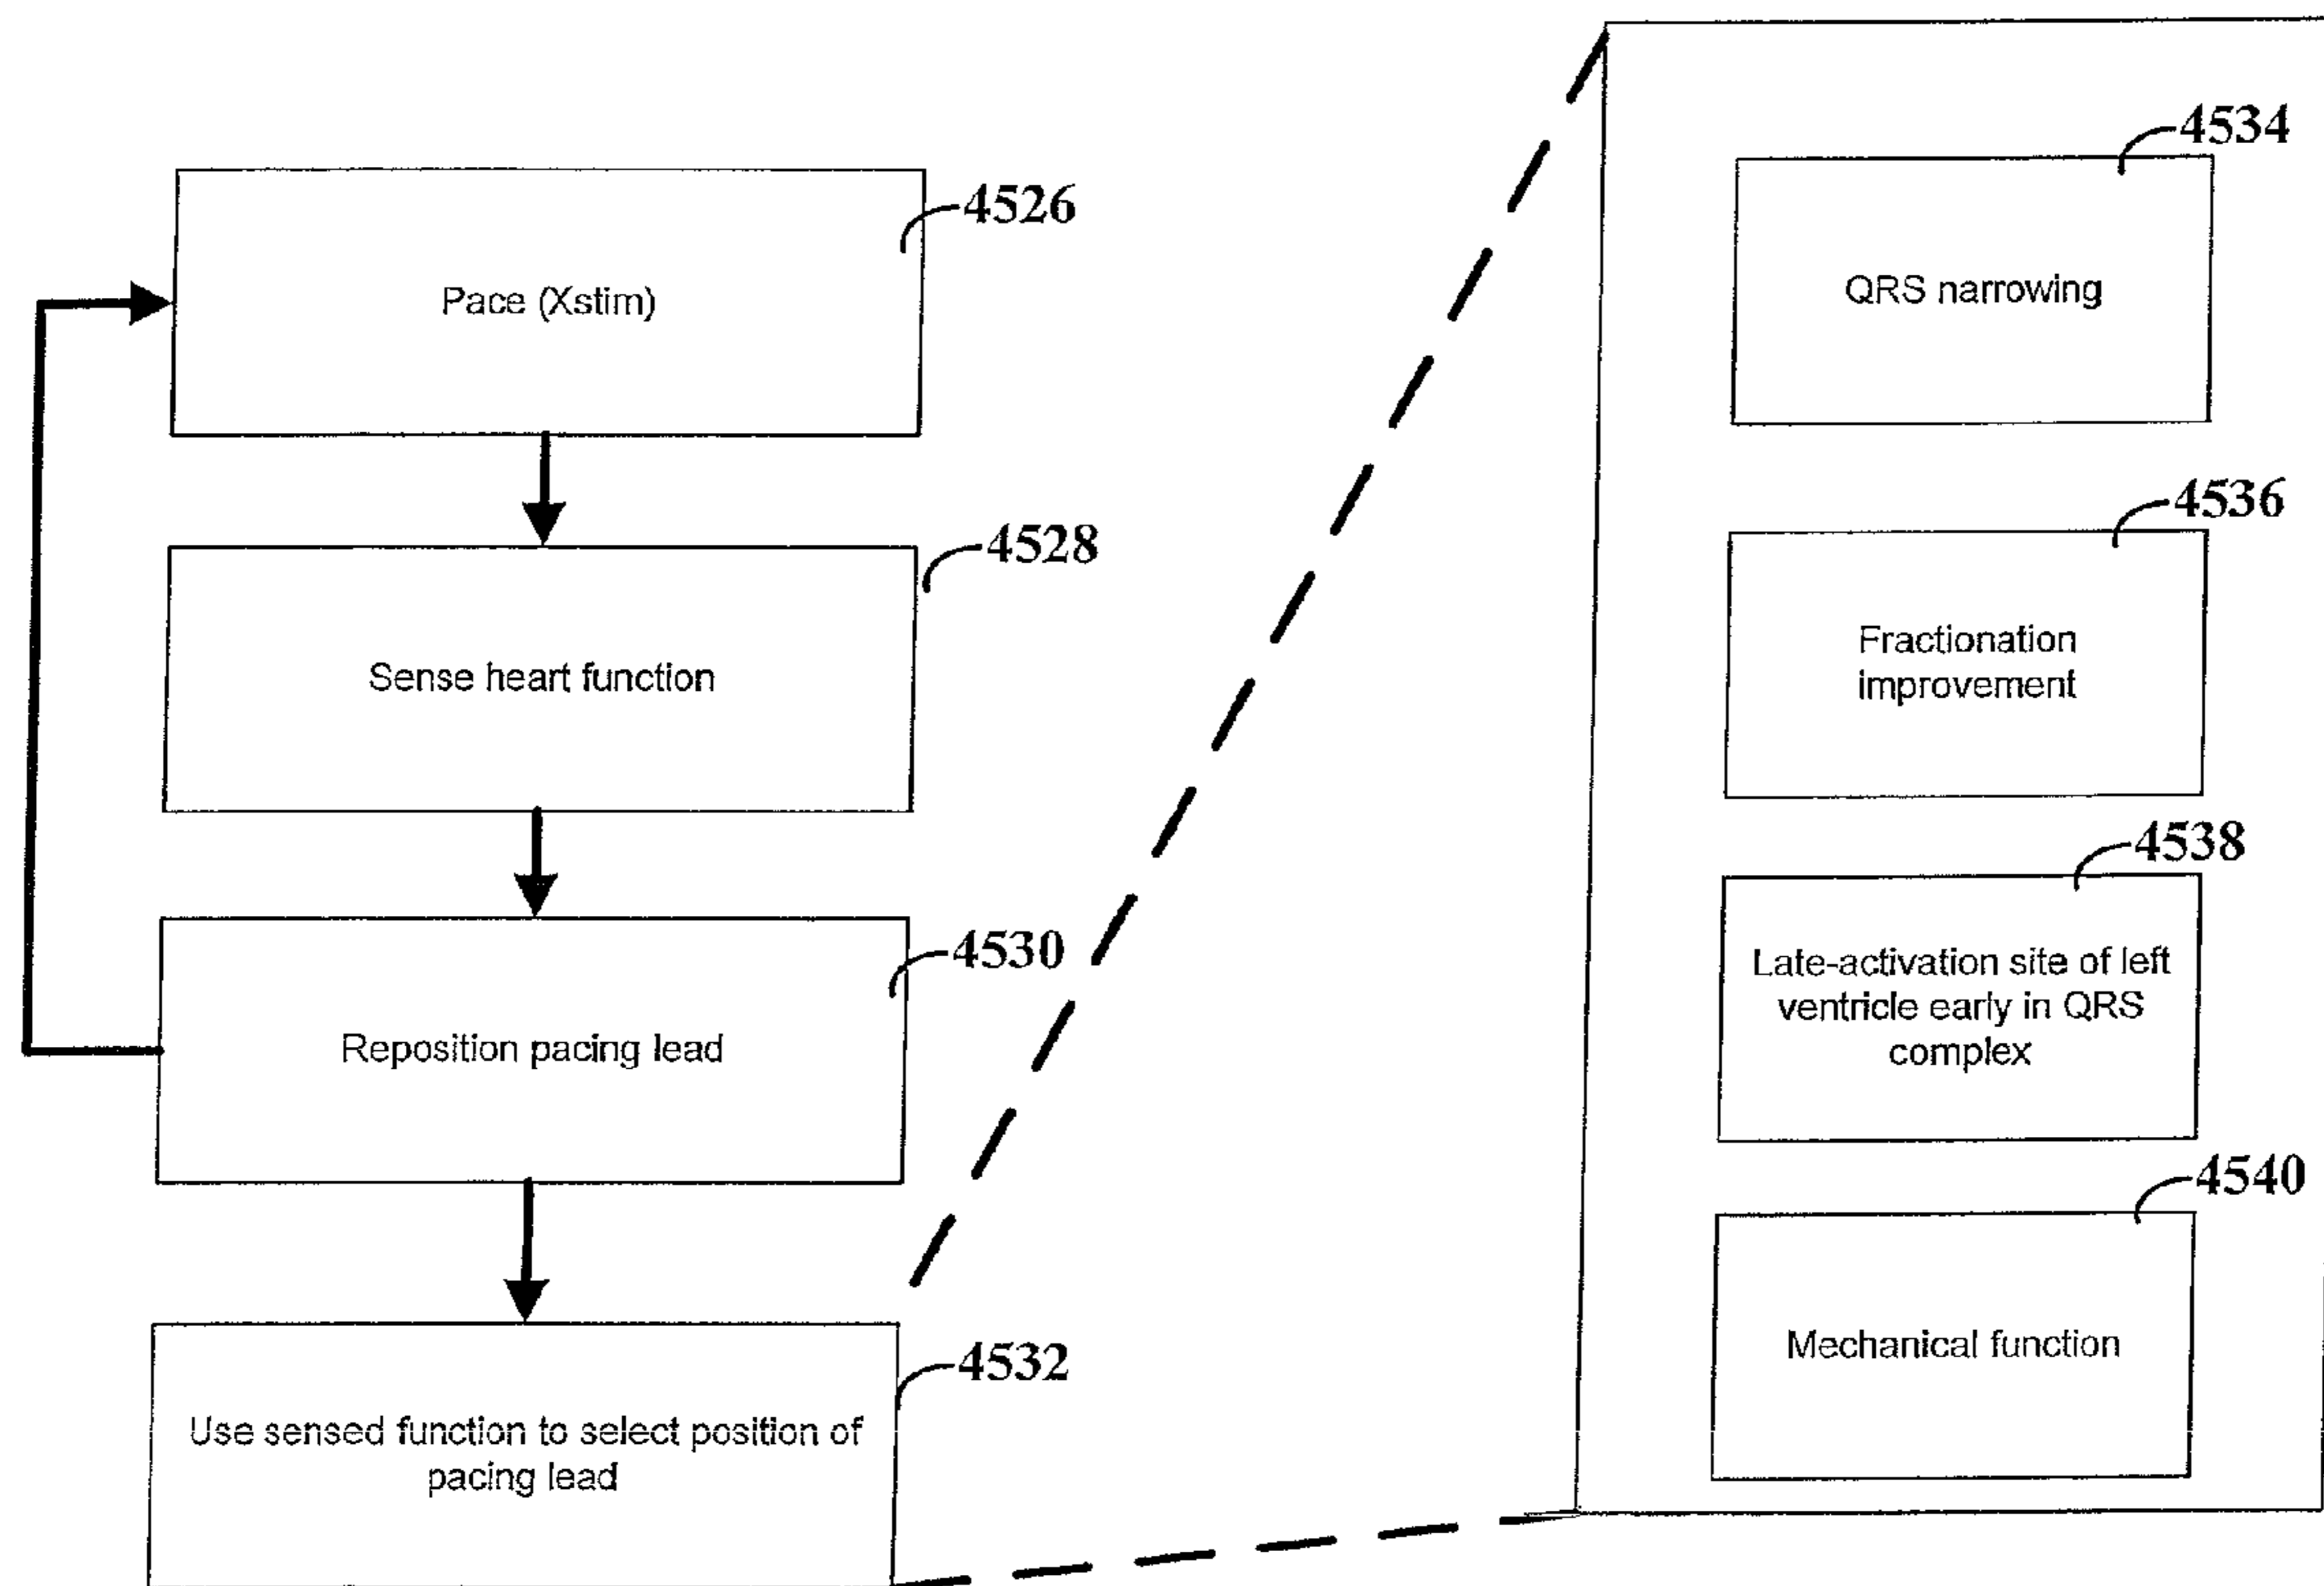 4526
Pace (Xstim)
4528
Sense heart function
4530
Reposition pacing lead
4532
Use sensed function to select position of
pacing lead
4534
QRS narrowing
4536
Fractionation
improvement
4538
Late-activation site of left
ventricle early in QRS
complex
4540
Mechanical function